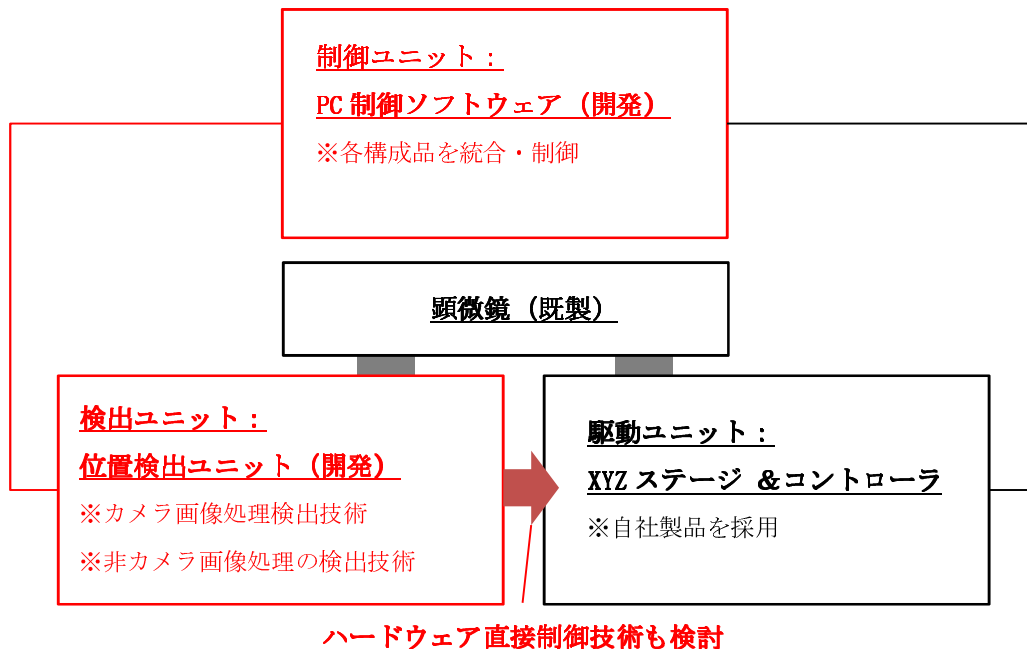 制御ユニット：
PC 制御ソフトウェア（開発）
※各構成品を統合・制御
顕微鏡（既製）
検出ユニット：
位置検出ユニット（開発）
※カメラ画像処理検出技術
※非カメラ画像処理の検出技術
駆動ユニット：
XYZ ステージ ＆コントローラ
※自社製品を採用
ハードウェア直接制御技術も検討